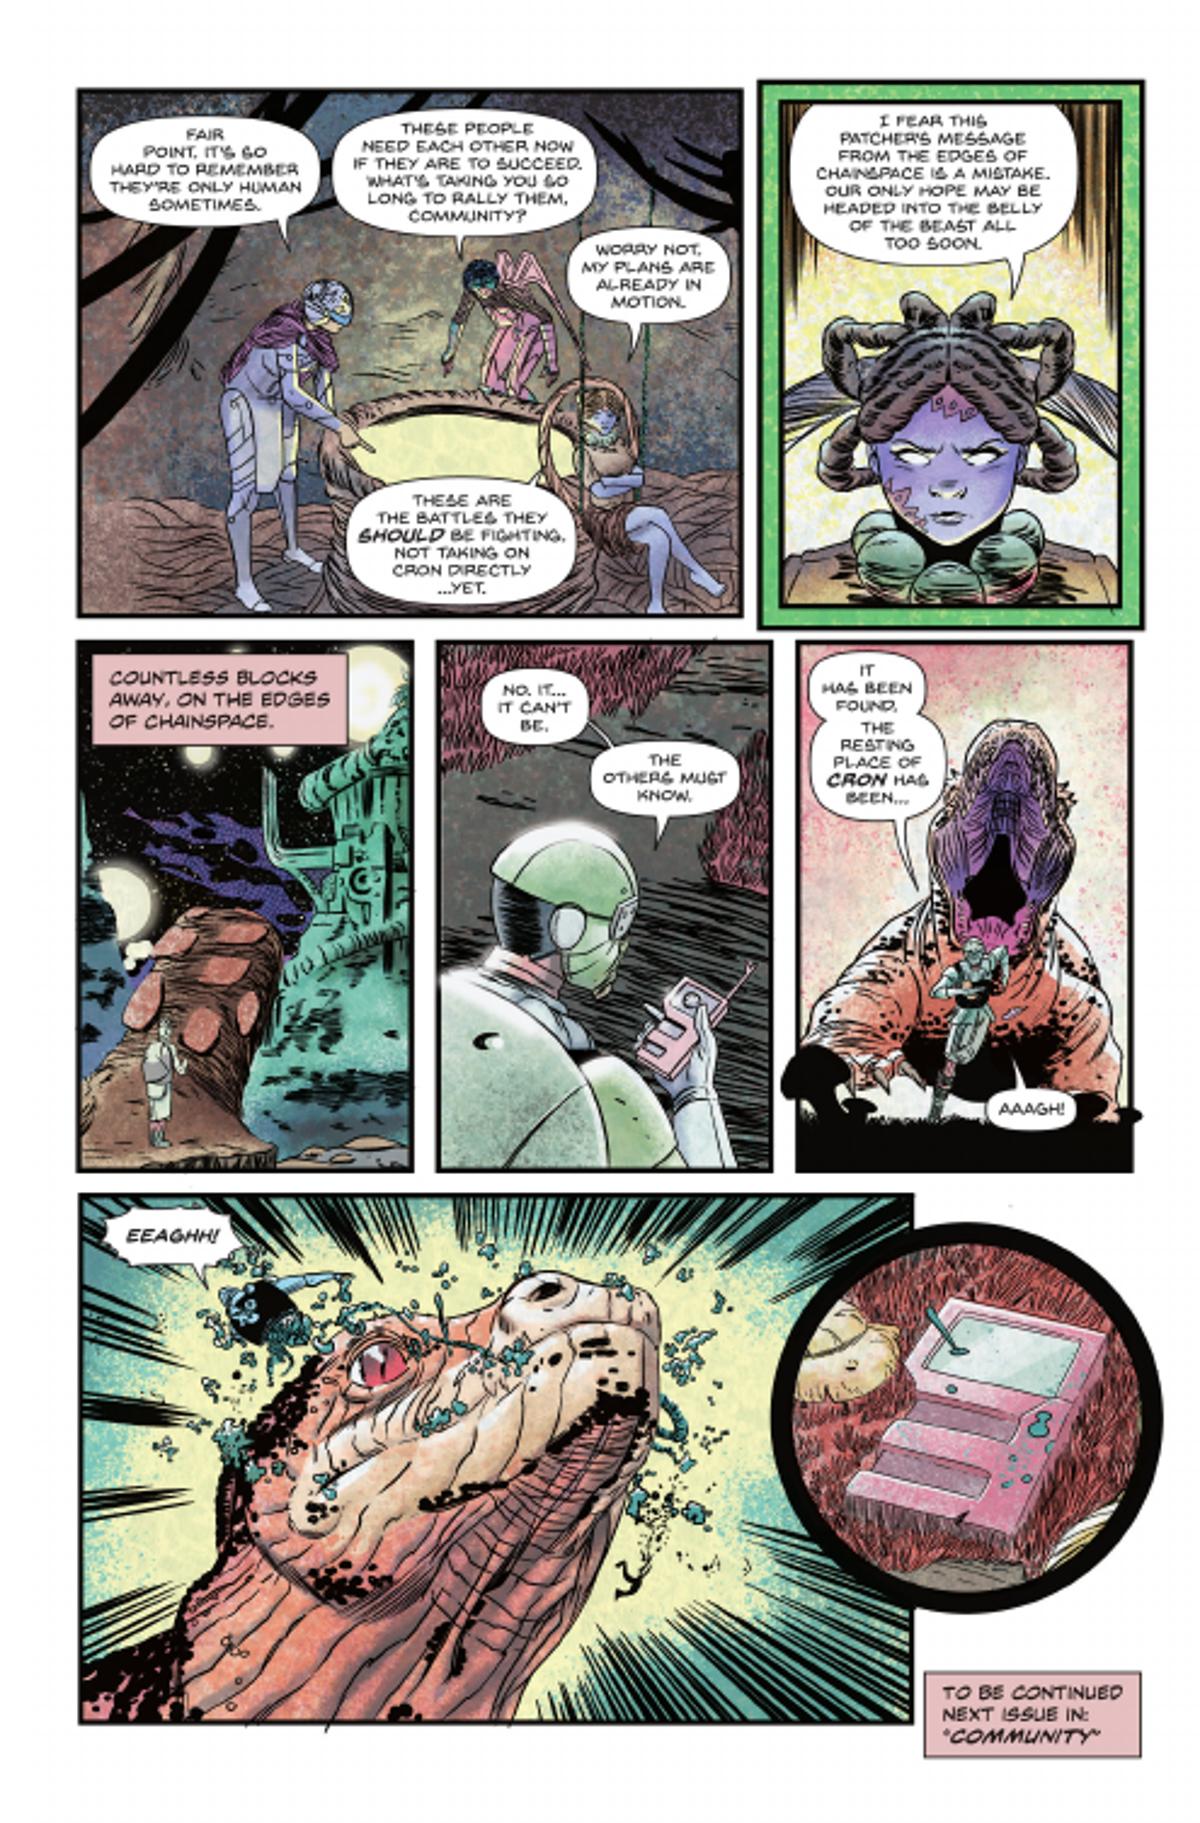 FAIR
POINT, IT'S SO
HARD TO REMEMBER
THEY'RE ONLY HUMAN
SOMETIMES.
THESE PEOPLE
NEED EACH OTHER NOW
IF THEY ARE TO SUCCEED.
WHAT'S TAKING YOU SO
LONG TO RALLY THEM,
COMMUNITY?
WORRY NOT,
MY PLANS ARE
ALREADY IN
MOTION.
THESE ARE
THE BATTLES THEY
SHOULD BE FIGHTING,
NOT TAKING ON
CRON DIRECTLY
...YET.
I FEAR THIS
PATCHER'S MESSAGE
FROM THE EDGES OF
CHAINSPACE IS A MISTAKE.
OUR ONLY HOPE MAY BE
HEADED INTO THE BELLY
OF THE BEAST ALL
TOO SOON.
COUNTLESS BLOCKS
AWAY, ON THE EDGES
OF CHAINSPACE.
NO. IT...
IT CAN'T
BE.
THE
OTHERS MUST
KNOW.
IT
HAS BEEN
FOUND,
THE
RESTING
PLACE OF
CRON HAS
BEEN...
AAAGH!
EEAGHH!
TO BE CONTINUED
NEXT ISSUE IN:
"COMMUNITY"